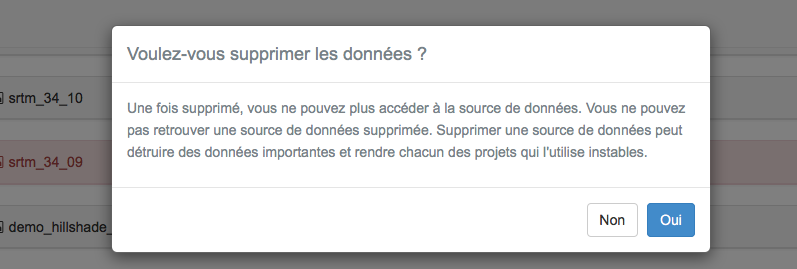 Voulez-vous supprimer les données ?
srtm_34_10
Une fois supprimé, vous ne pouvez plus accéder à la source de données. Vous ne pouvez
pas retrouver une source de données supprimée. Supprimer une source de données peut
détruire des données importantes et rendre chacun des projets qui l'utilise instables.
srtm_34_09
Non
Oui
demo_hillshade_